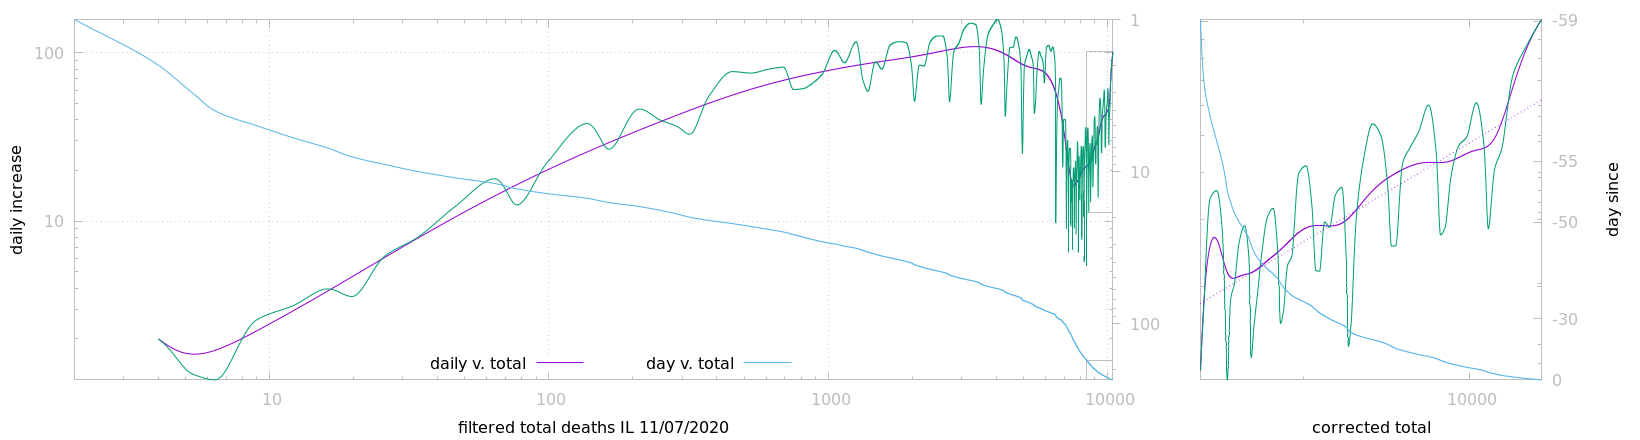 daily increase
100
10
10
100
1000
10000
filtered total deaths IL 11/07/2020
daily v. total
day v. total
1
10
100
10000
corrected total
-59
-55
-50
-30
0
day since